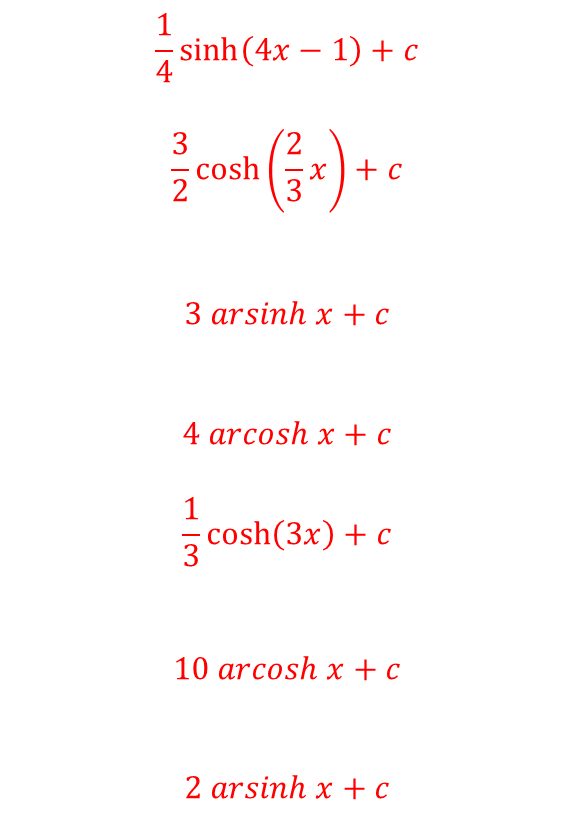 1/4 sinh(4x − 1) + c
3/2 cosh(2/3 x) + c
3 arsinh x + c
4 arcosh x + c
1/3 cosh(3x) + c
10 arcosh x + c
2 arsinh x + c